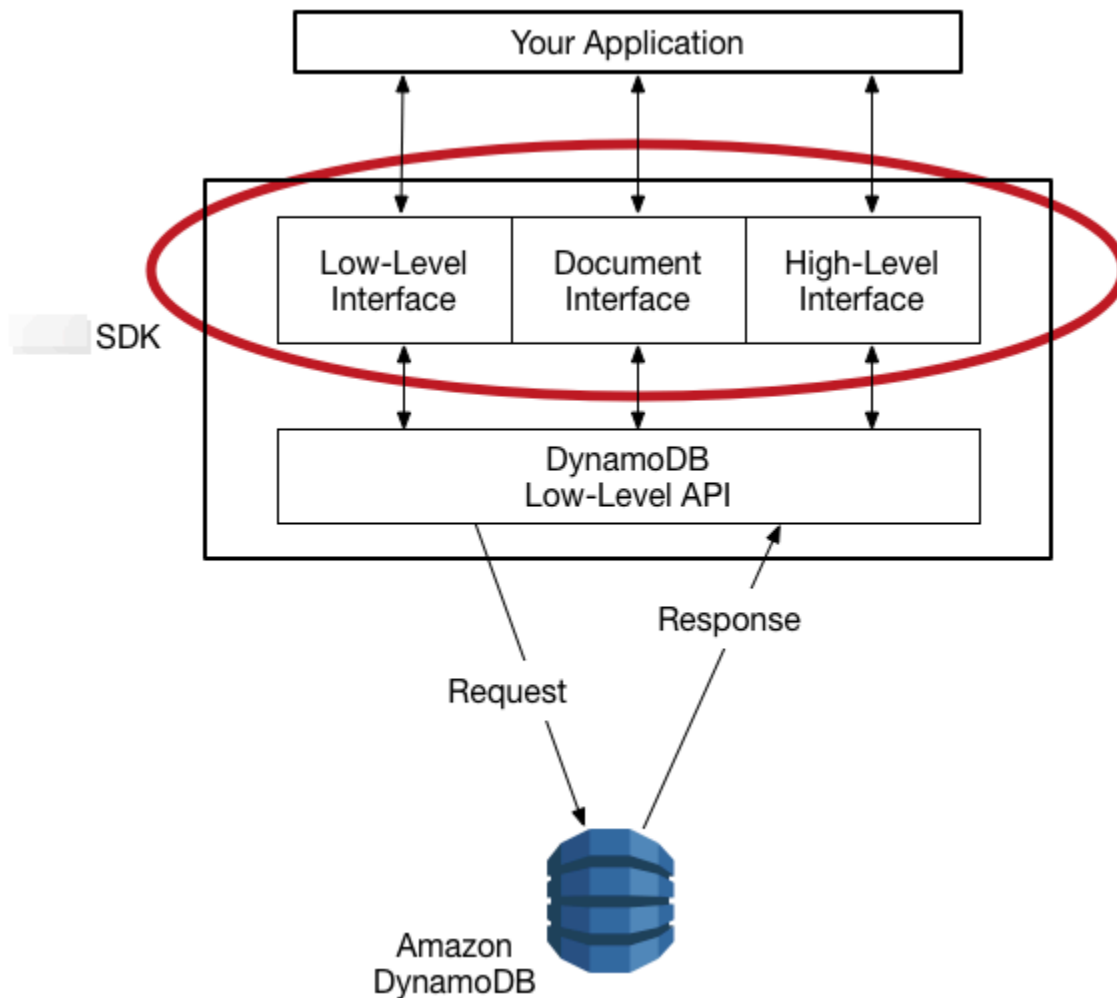 Your Application
Low-Level
Interface
Document
Interface
High-Level
Interface
SDK
DynamoDB
Low-Level API
Response
Request
Amazon
DynamoDB